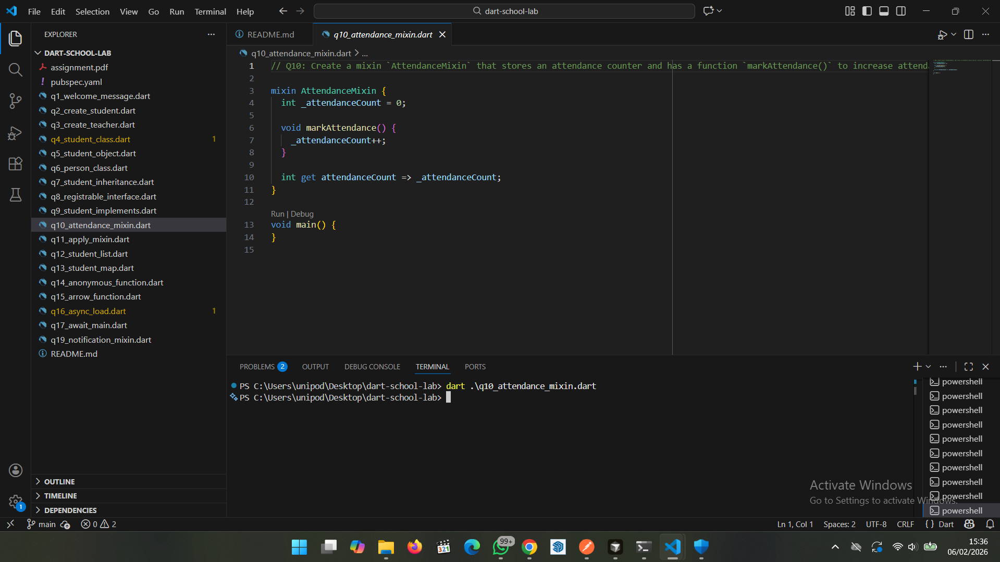 File Edit Selection View Go Run Terminal Help
dart-school-lab
EXPLORER
DART-SCHOOL-LAB
assignment.pdf
! pubspec.yaml
q1_welcome_message.dart
q2_create_student.dart
q3_create_teacher.dart
q4_student_class.dart 1
q5_student_object.dart
q6_person_class.dart
q7_student_inheritance.dart
q8_registrable_interface.dart
q9_student_implements.dart
q10_attendance_mixin.dart
q11_apply_mixin.dart
q12_student_list.dart
q13_student_map.dart
q14_anonymous_function.dart
q15_arrow_function.dart
q16_async_load.dart 1
q17_await_main.dart
q19_notification_mixin.dart
README.md
OUTLINE
TIMELINE
DEPENDENCIES
1
README.md
q10_attendance_mixin.dart
q10_attendance_mixin.dart > ...
1 // Q10: Create a mixin `AttendanceMixin` that stores an attendance counter and has a function `markAttendance()` to increase attend
2
3 mixin AttendanceMixin {
4 int _attendanceCount = 0;
5
6 void markAttendance() {
7 _attendanceCount++;
8 }
9
10 int get attendanceCount => _attendanceCount;
11 }
12
Run | Debug
13 void main() {
14 }
15
PROBLEMS 2 OUTPUT DEBUG CONSOLE TERMINAL PORTS
PS C:\Users\unipod\Desktop\dart-school-lab> dart .\q10_attendance_mixin.dart
PS C:\Users\unipod\Desktop\dart-school-lab>
powershell
powershell
powershell
powershell
powershell
powershell
powershell
powershell
powershell
powershell
Activate Windows
Go to Settings to activate Windows.
main 0 2
Ln 1, Col 1 Spaces: 2 UTF-8 CRLF {} Dart
321
99+
15:36
06/02/2026